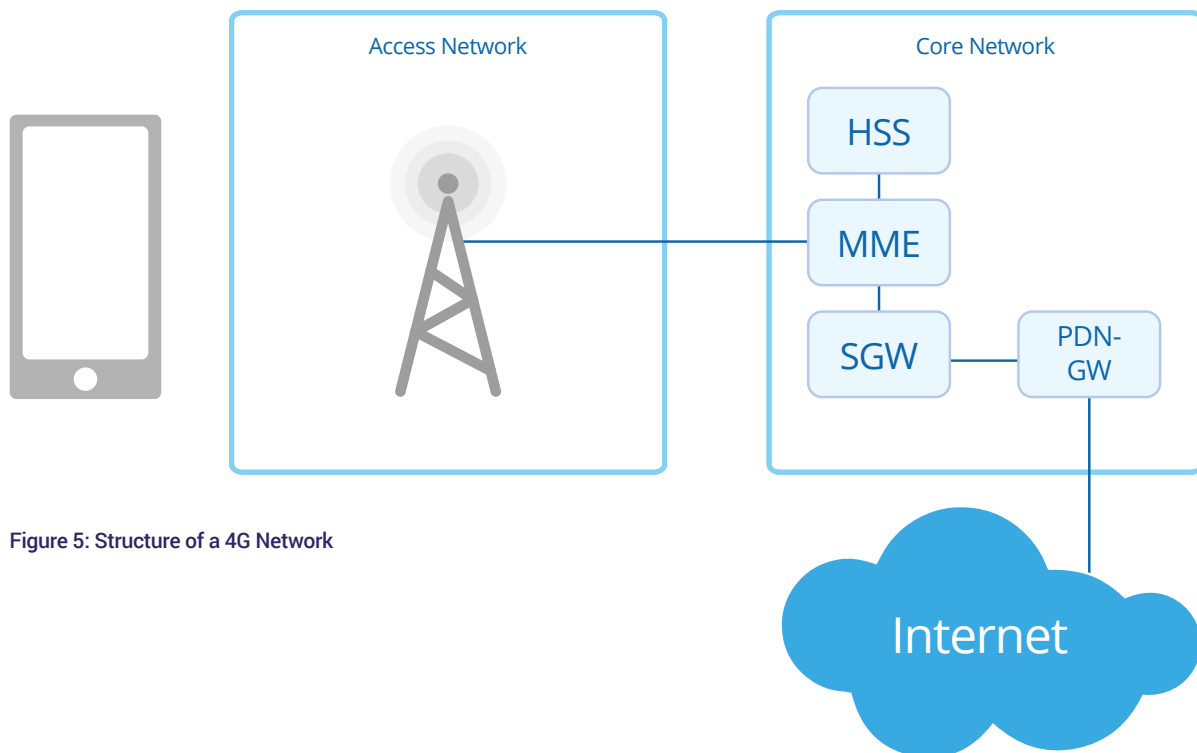 Access Network
Core Network
HSS
MME
SGW
PDN-
GW
Figure 5: Structure of a 4G Network
Internet